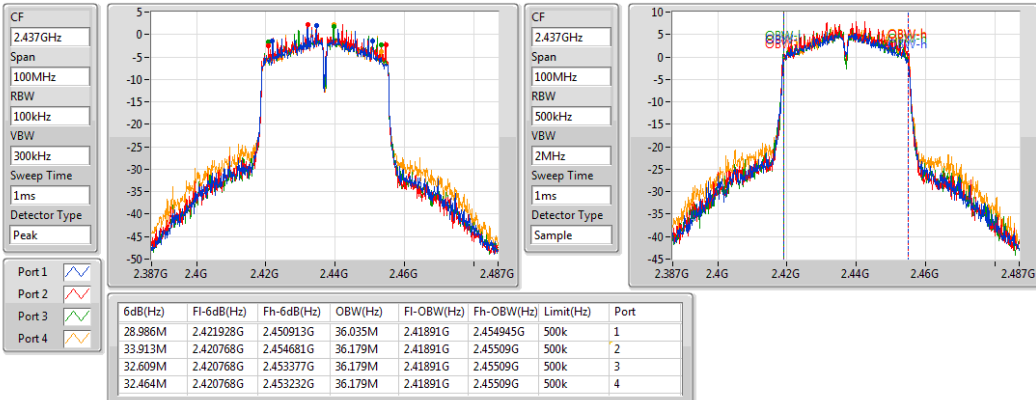 CF
2.437GHz
Span
100MHz
RBW
100kHz
VBW
300kHz
Sweep Time
1ms
Detector Type
Peak
5
0
-5
-10
-15
-20
-25
-30
-35
-40
-45
-50
2.387G 2.4G 2.42G 2.44G 2.46G 2.487G
CF
2.437GHz
Span
100MHz
RBW
500kHz
VBW
2MHz
Sweep Time
1ms
Detector Type
Sample
10
5
0
-5
-10
-15
-20
-25
-30
-35
-40
-45
OBW-h
2.387G 2.4G 2.42G 2.44G 2.46G 2.487G
Port 1
Port 2
Port 3
Port 4
6dB(Hz) Fl-6dB(Hz) Fh-6dB(Hz) OBW(Hz) Fl-OBW(Hz) Fh-OBW(Hz) Limit(Hz) Port
28.986M 2.421928G 2.450913G 36.035M 2.41891G 2.454945G 500k 1
33.913M 2.420768G 2.454681G 36.179M 2.41891G 2.45509G 500k 2
32.609M 2.420768G 2.453377G 36.179M 2.41891G 2.45509G 500k 3
32.464M 2.420768G 2.453232G 36.179M 2.41891G 2.45509G 500k 4